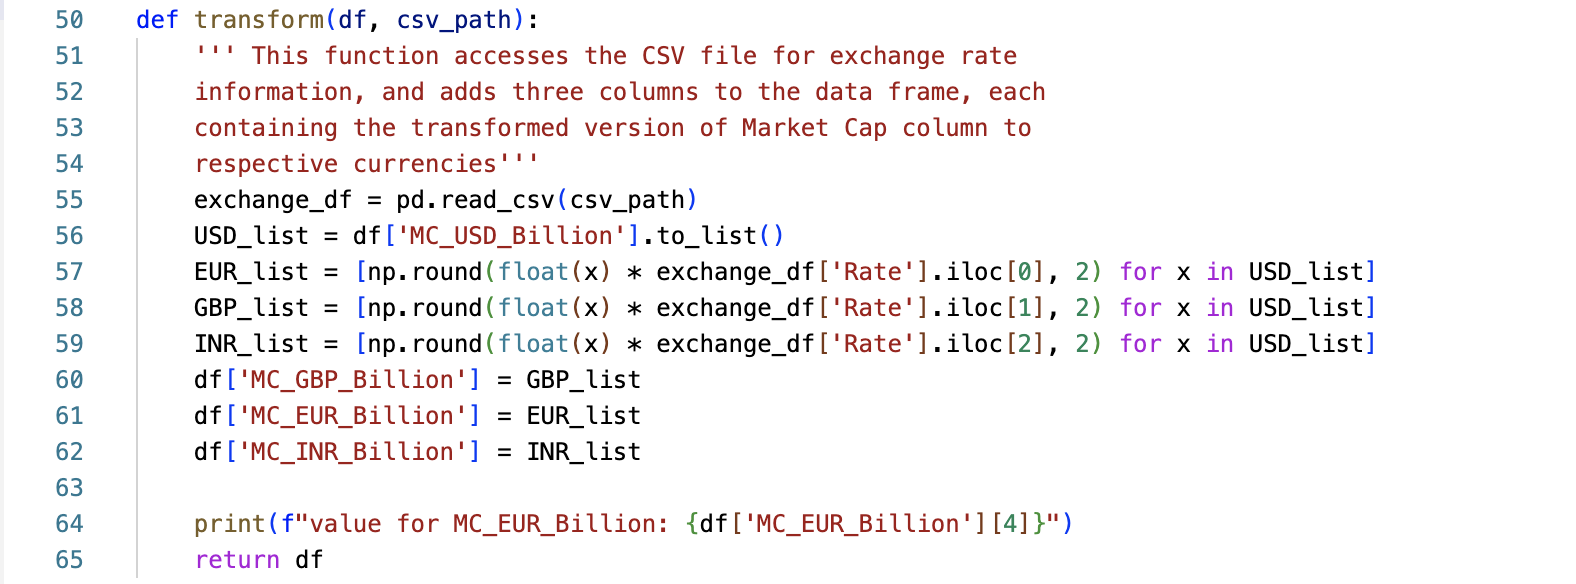 50 def transform(df, csv_path):
51 ''' This function accesses the CSV file for exchange rate
52 information, and adds three columns to the data frame, each
53 containing the transformed version of Market Cap column to
54 respective currencies'''
55 exchange_df = pd.read_csv(csv_path)
56 USD_list = df['MC_USD_Billion'].to_list()
57 EUR_list = [np.round(float(x) * exchange_df['Rate'].iloc[0], 2) for x in USD_list]
58 GBP_list = [np.round(float(x) * exchange_df['Rate'].iloc[1], 2) for x in USD_list]
59 INR_list = [np.round(float(x) * exchange_df['Rate'].iloc[2], 2) for x in USD_list]
60 df['MC_GBP_Billion'] = GBP_list
61 df['MC_EUR_Billion'] = EUR_list
62 df['MC_INR_Billion'] = INR_list
63
64 print(f"value for MC_EUR_Billion: {df['MC_EUR_Billion'][4]}")
65 return df